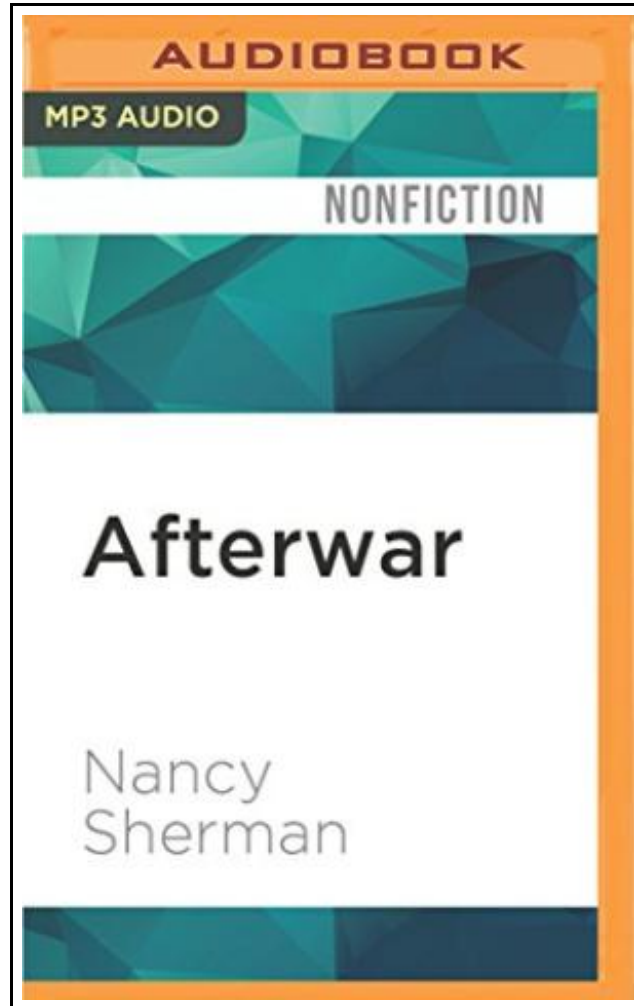 AUDIOBOOK
MP3 AUDIO
NONFICTION
Afterwar
Nancy
Sherman